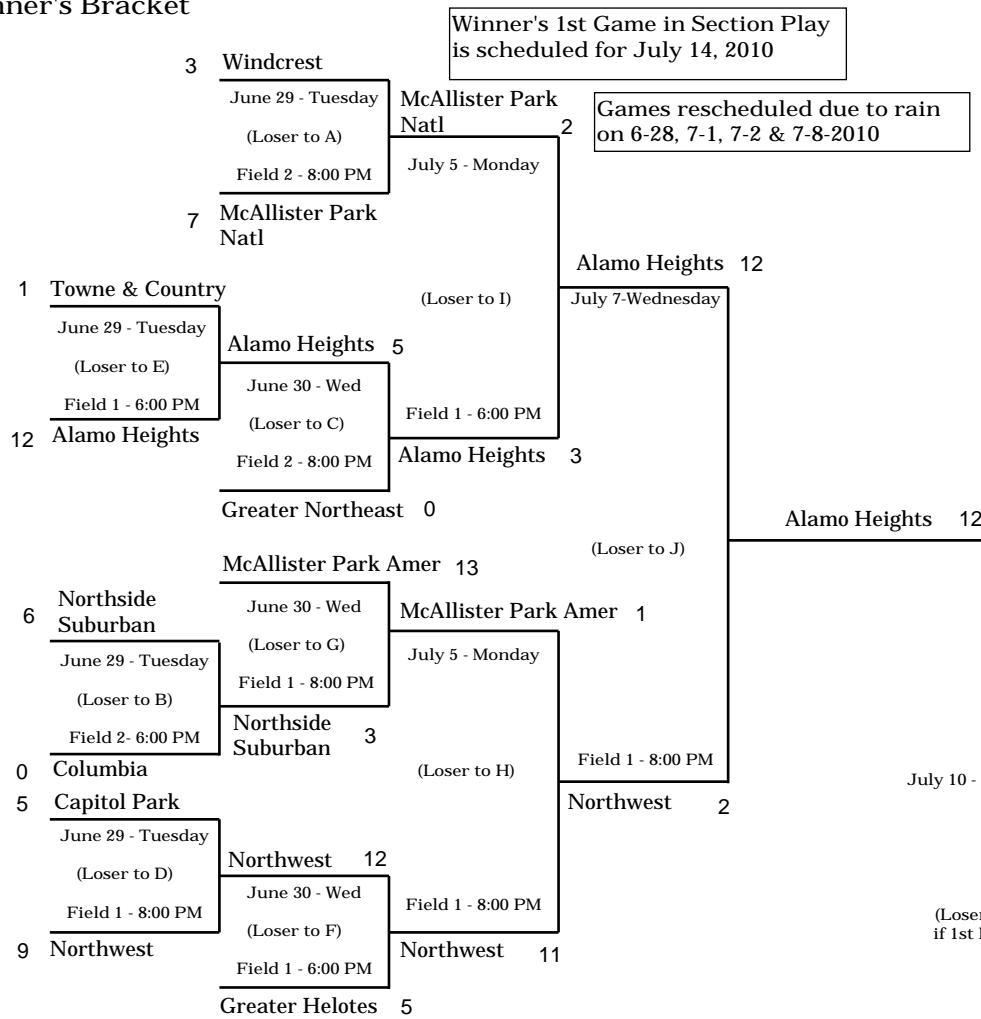 nner's Bracket
Winner's 1st Game in Section Play
is scheduled for July 14, 2010
Games rescheduled due to rain
on 6-28, 7-1, 7-2 & 7-8-2010
3 Windcrest
June 29 - Tuesday
(Loser to A)
Field 2 - 8:00 PM
7 McAllister Park
Natl
McAllister Park
Natl 2
July 5 - Monday
(Loser to I)
Field 1 - 6:00 PM
1 Towne & Country
June 29 - Tuesday
(Loser to E)
Field 1 - 6:00 PM
12 Alamo Heights
Alamo Heights 5
June 30 - Wed
(Loser to C)
Field 2 - 8:00 PM
Greater Northeast 0
Alamo Heights 3
Alamo Heights 12
July 7-Wednesday
(Loser to J)
Field 1 - 8:00 PM
Alamo Heights 12
McAllister Park Amer 13
June 30 - Wed
(Loser to G)
Field 1 - 8:00 PM
6 Northside
Suburban
June 29 - Tuesday
(Loser to B)
Field 2- 6:00 PM
0 Columbia
Northside
Suburban 3
McAllister Park Amer 1
July 5 - Monday
(Loser to H)
Field 1 - 8:00 PM
5 Capitol Park
June 29 - Tuesday
(Loser to D)
Field 1 - 8:00 PM
9 Northwest
Northwest 12
June 30 - Wed
(Loser to F)
Field 1 - 6:00 PM
Greater Helotes 5
Northwest 11
Northwest 2
July 10 -
(Loser
if 1st